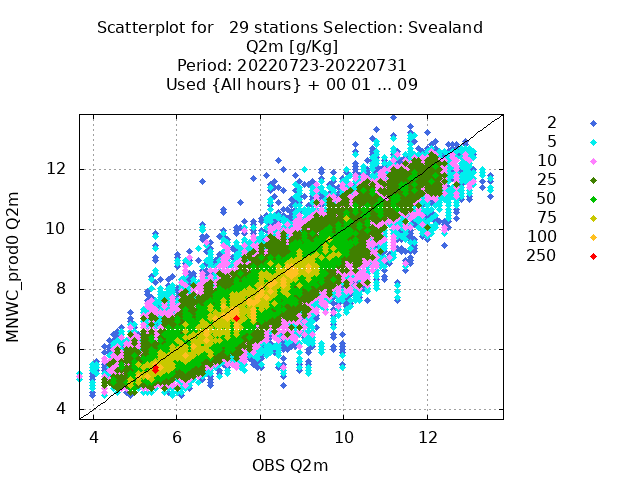 Scatterplot for   29 stations Selection: Svealand
Q2m [g/Kg]
Period: 20220723-20220731
Used {All hours} + 00 01 ... 09
2
5
10
25
50
75
100
250
MNWC_prod0 Q2m
12
10
8
6
4
4 6 8 10 12
OBS Q2m